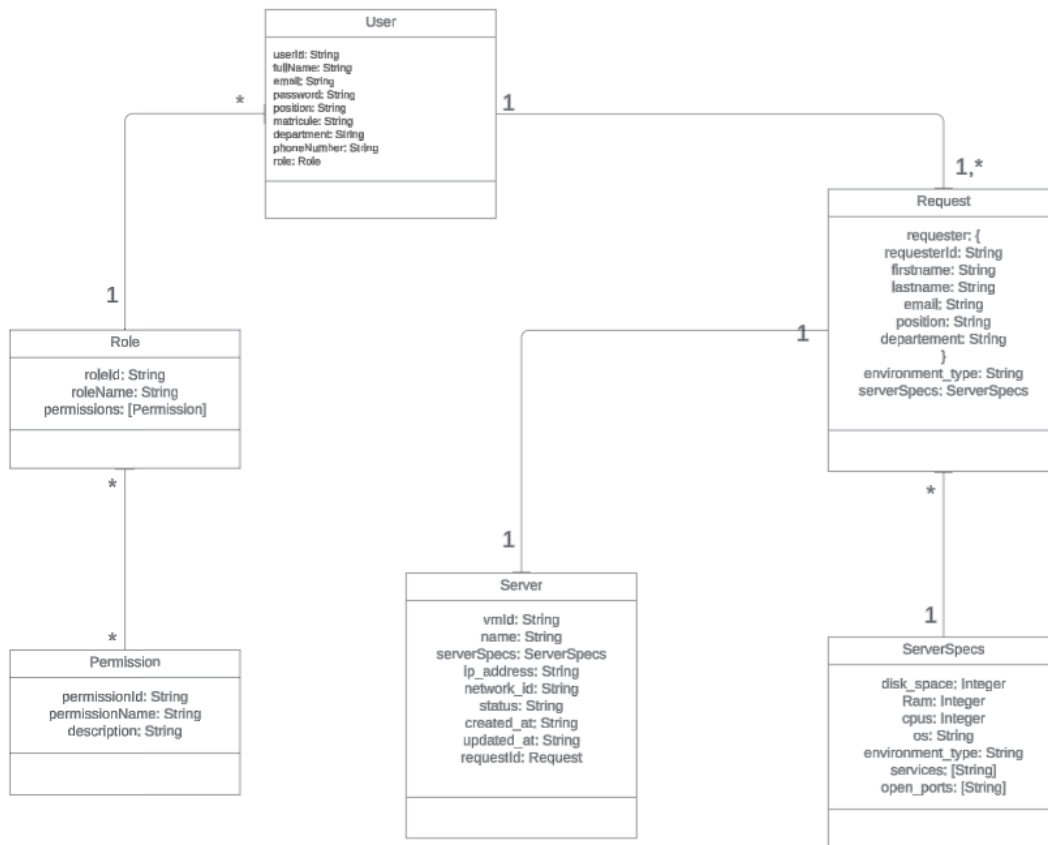 User
userId: String
fullName: String
email: String
password: String
position: String
matricule: String
department: String
phoneNumber: String
role: Role
*
1
1
1,*
Request
requester: {
requesterId: String
firstname: String
lastname: String
email: String
position: String
departement: String
}
environment_type: String
serverSpecs: ServerSpecs
1
Role
roleId: String
roleName: String
permissions: [Permission]
*
*
Permission
permissionId: String
permissionName: String
description: String
1
Server
vmId: String
name: String
serverSpecs: ServerSpecs
ip_address: String
network_id: String
status: String
created_at: String
updated_at: String
requestId: Request
*
1
ServerSpecs
disk_space: Integer
Ram: Integer
cpus: Integer
os: String
environment_type: String
services: [String]
open_ports: [String]